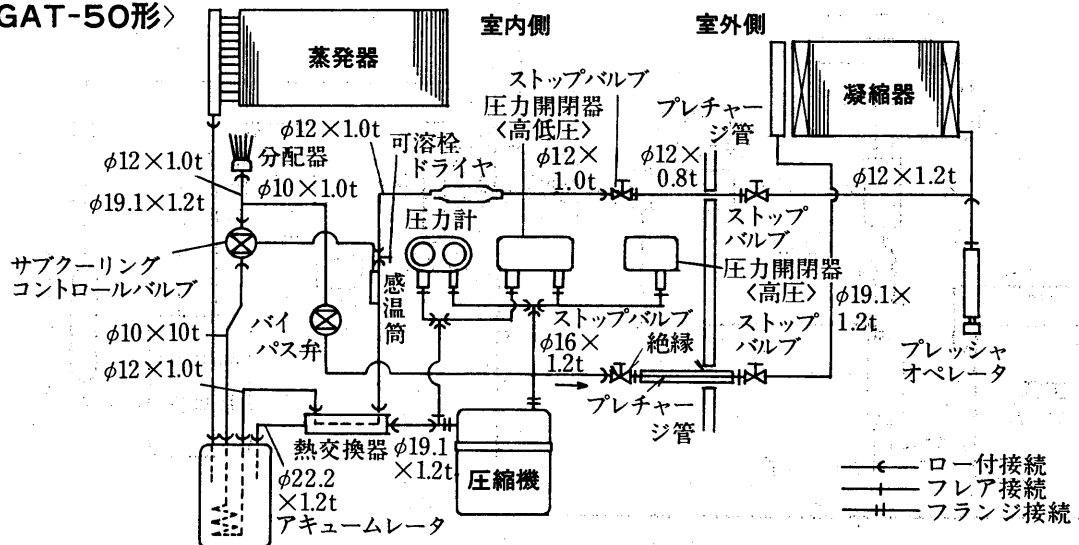 GAT-50形〉
蒸発器
室内側
室外側
凝縮器
ストップバルブ
圧力開閉器
〈高低圧〉
プレチャー
ジ管
φ12×1.0t
可溶栓
ドライヤ
φ12×
1.0t
φ12×
0.8t
φ12×1.0t
分配器
φ10×1.0t
φ19.1×1.2t
φ12×1.2t
圧力計
ストップ
バルブ
サブクーリング
コントロールバルブ
感温筒
圧力開閉器
〈高圧〉
φ19.1×
1.2t
φ10×10t
バイ
パス弁
ストップバルブ
φ16×
1.2t
絶縁
ストップ
バルブ
プレッシャ
オペレータ
φ12×1.0t
プレチャー
ジ管
熱交換器
φ19.1
×1.2t
圧縮機
φ22.2
×1.2t
アキュームレータ
ロー付接続
フレア接続
フランジ接続